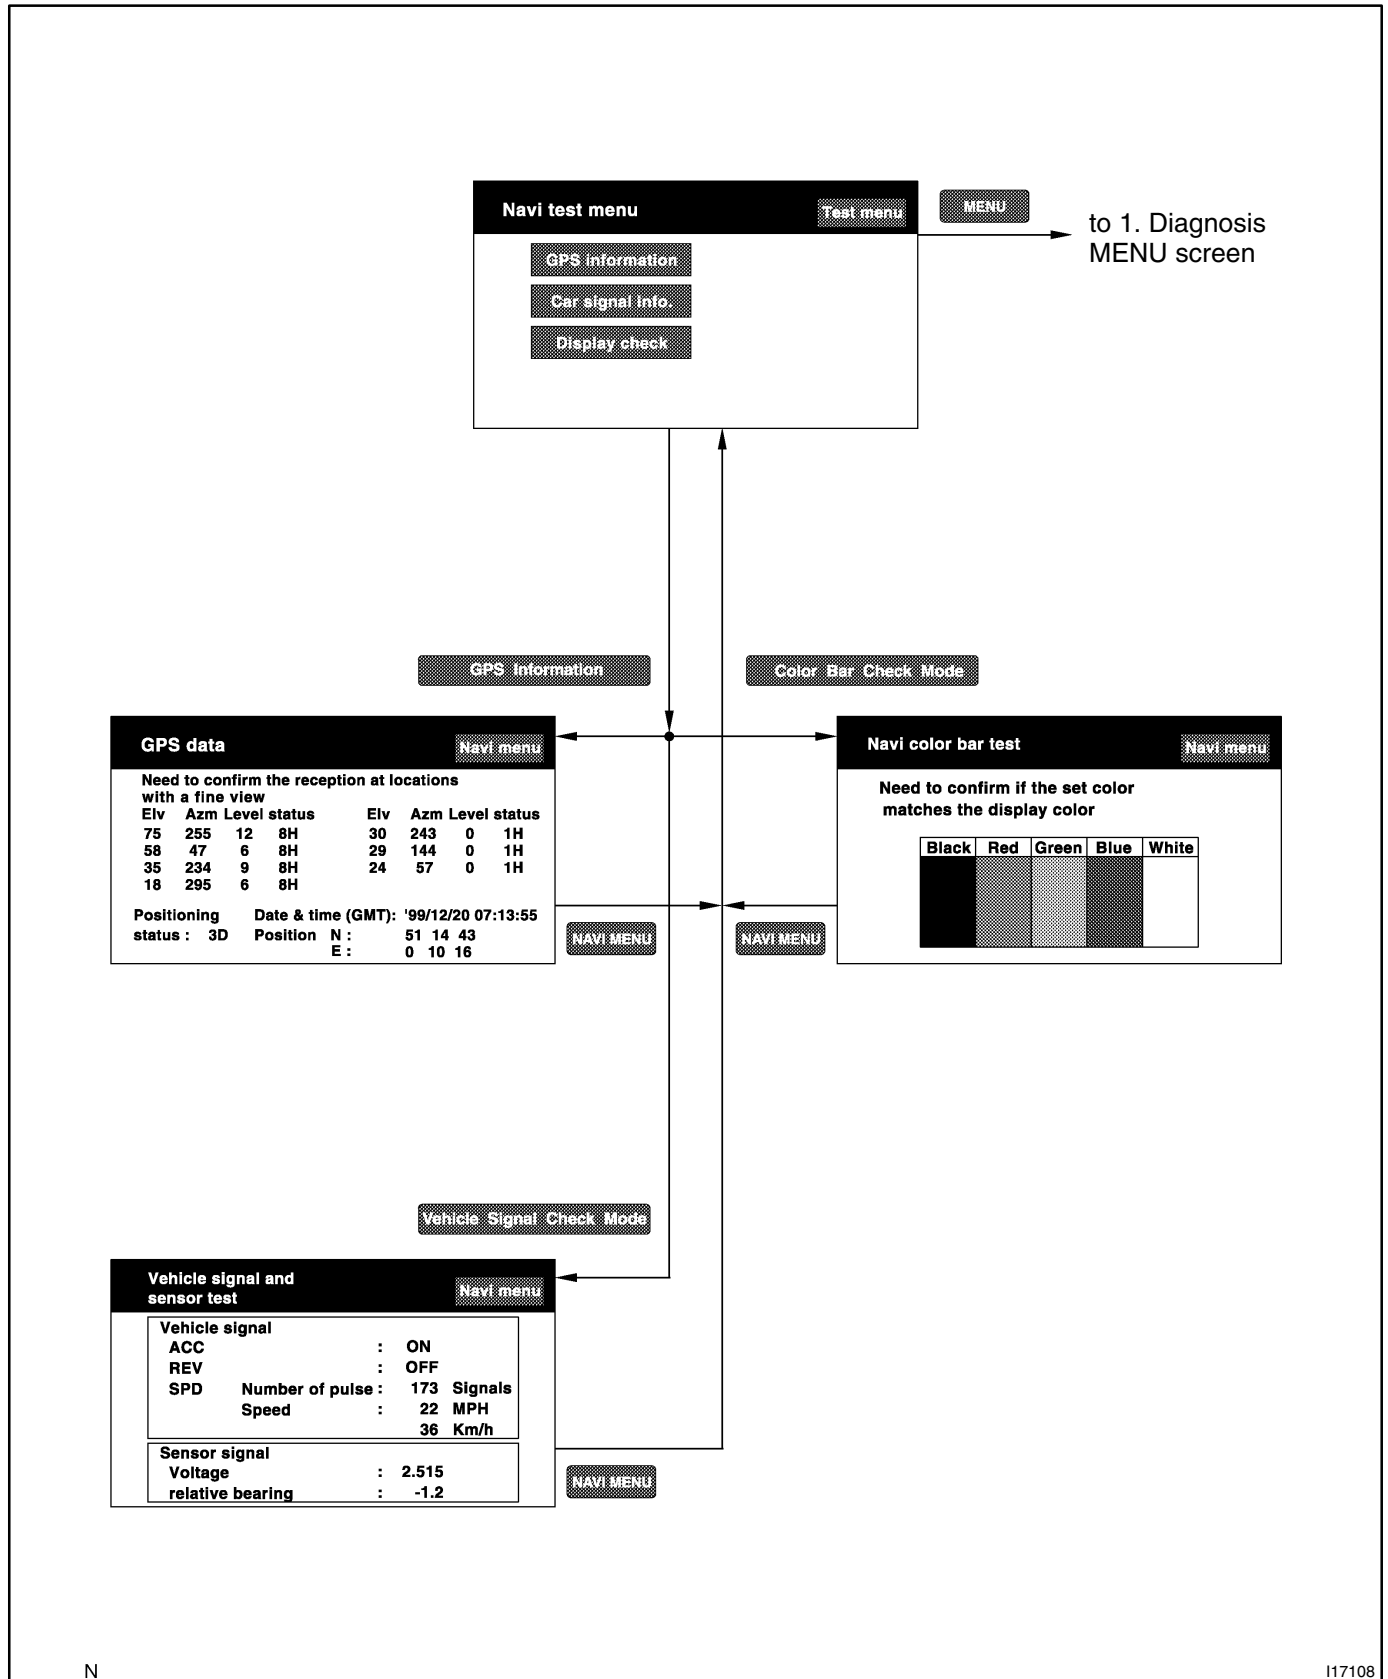 Navi test menu Test menu MENU
to 1. Diagnosis
MENU screen
GPS information
Car signal info.
Display check
GPS Information Color Bar Check Mode
GPS data Navi menu
Need to confirm the reception at locations
with a fine view
Elv Azm Level status Elv Azm Level status
75 255 12 8H 30 243 0 1H
58 47 6 8H 29 144 0 1H
35 234 9 8H 24 57 0 1H
18 295 6 8H
Positioning Date & time (GMT): '99/12/20 07:13:55
status : 3D Position N : 51 14 43
E : 0 10 16
NAVI MENU
Navi color bar test Navi menu
Need to confirm if the set color
matches the display color
Black Red Green Blue White
NAVI MENU
Vehicle Signal Check Mode
Vehicle signal and
sensor test
Navi menu
Vehicle signal
ACC : ON
REV : OFF
SPD Number of pulse : 173 Signals
Speed : 22 MPH
36 Km/h
Sensor signal
Voltage : 2.515
relative bearing : -1.2
NAVI MENU
N I17108